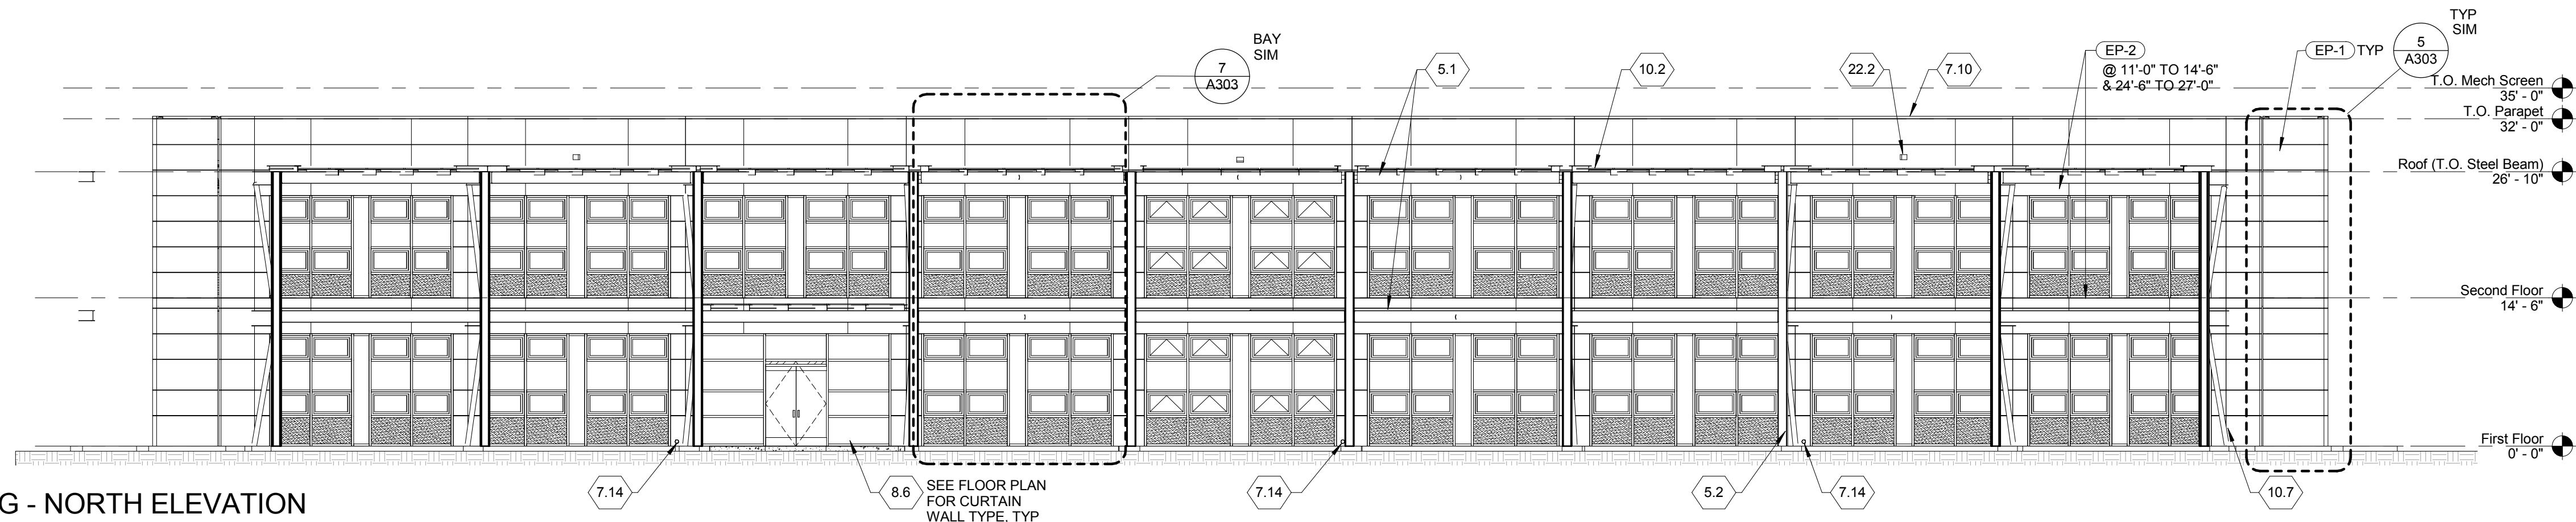 BAY
SIM
7
A303
5.1
10.2
22.2
7.10
EP-2
@ 11'-0" TO 14'-6"
& 24'-6" TO 27'-0"
EP-1 TYP
TYP
SIM
5
A303
T.O. Mech Screen
35' - 0"
T.O. Parapet
32' - 0"
Roof (T.O. Steel Beam)
26' - 10"
Second Floor
14' - 6"
First Floor
0' - 0"
7.14
8.6
SEE FLOOR PLAN
FOR CURTAIN
WALL TYPE, TYP
7.14
5.2
7.14
10.7
G - NORTH ELEVATION